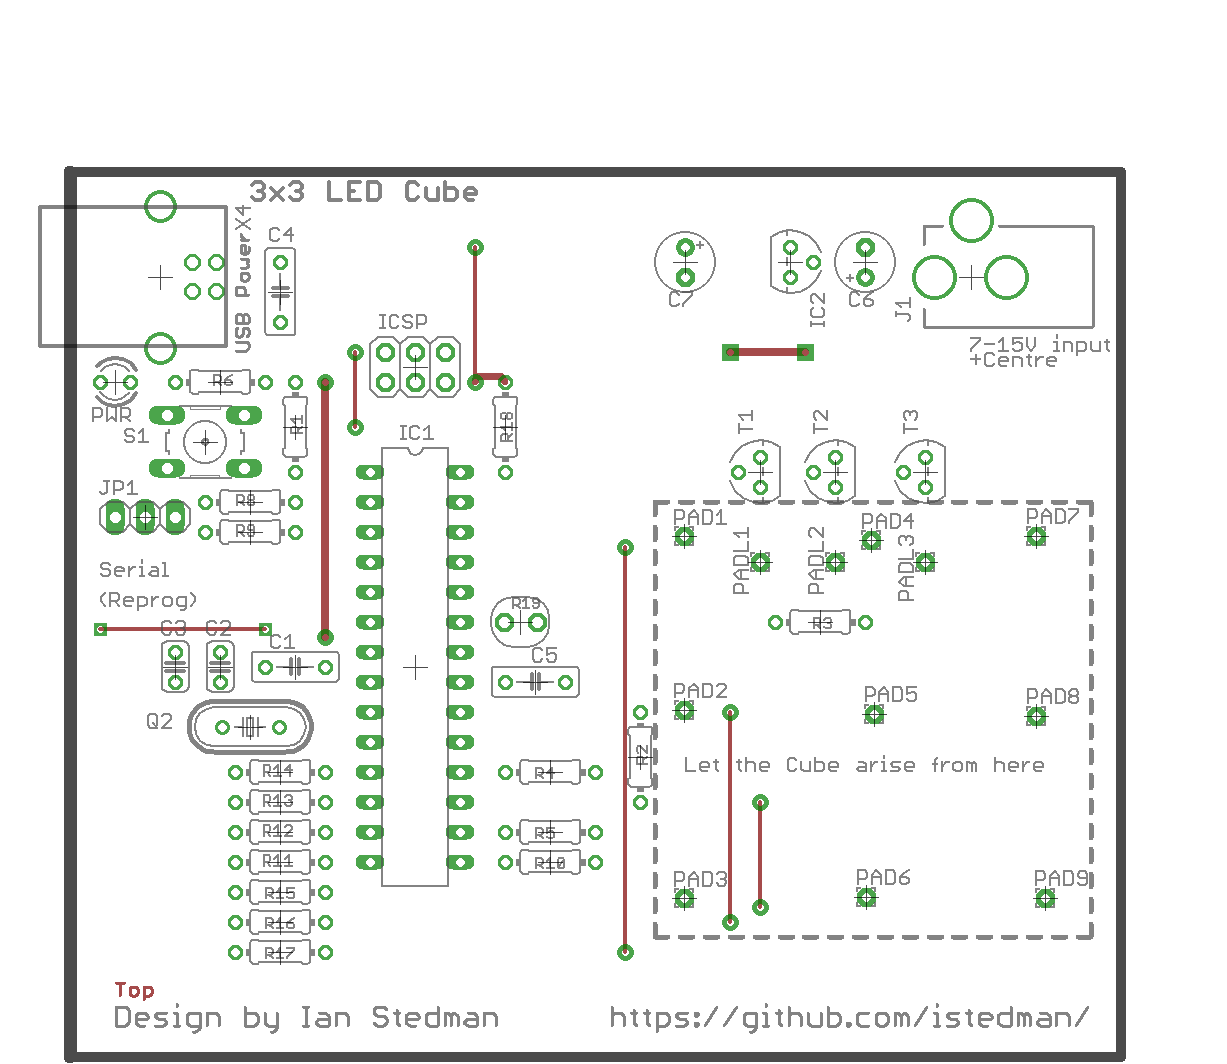 3x3 LED Cube
X4
USB Power
C4
C7
IC2
C6
J1
7-15V input
+Centre
ICSP
R6
PWR
S1
R1
R18
IC1
T1
T2
T3
JP1
R8
R9
PAD1
PAD4
PAD7
PADL1
PADL2
PADL3
Serial
(Reprog)
R19
R3
C3
C2
C1
C5
PAD2
PAD5
PAD8
Q2
R2
Let the Cube arise from here
R14
R4
R13
R12
R5
R11
R10
PAD3
PAD6
PAD9
R15
R16
R17
Top
Design by Ian Stedman
https://github.com/istedman/